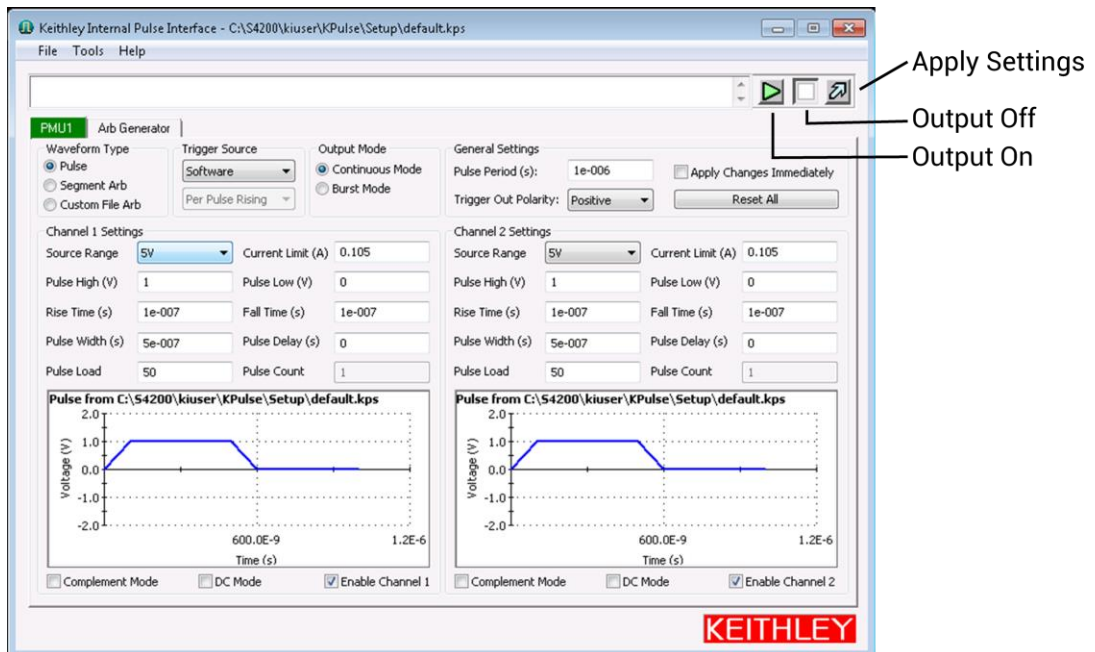 Keithley Internal Pulse Interface - C:\S4200\kiuser\KPulse\Setup\default.kps
File Tools Help
Apply Settings
Output Off
Output On
PMU1 Arb Generator
Waveform Type
Pulse
Segment Arb
Custom File Arb
Trigger Source
Software
Per Pulse Rising
Output Mode
Continuous Mode
Burst Mode
General Settings
Pulse Period (s): 1e-006
Apply Changes Immediately
Trigger Out Polarity: Positive
Reset All
Channel 1 Settings
Source Range 5V Current Limit (A) 0.105
Pulse High (V) 1 Pulse Low (V) 0
Rise Time (s) 1e-007 Fall Time (s) 1e-007
Pulse Width (s) 5e-007 Pulse Delay (s) 0
Pulse Load 50 Pulse Count 1
Pulse from C:\S4200\kiuser\KPulse\Setup\default.kps
2.0
1.0
0.0
-1.0
-2.0
Voltage (V)
600.0E-9 1.2E-6
Time (s)
Complement Mode DC Mode Enable Channel 1
Channel 2 Settings
Source Range 5V Current Limit (A) 0.105
Pulse High (V) 1 Pulse Low (V) 0
Rise Time (s) 1e-007 Fall Time (s) 1e-007
Pulse Width (s) 5e-007 Pulse Delay (s) 0
Pulse Load 50 Pulse Count 1
Pulse from C:\S4200\kiuser\KPulse\Setup\default.kps
2.0
1.0
0.0
-1.0
-2.0
Voltage (V)
600.0E-9 1.2E-6
Time (s)
Complement Mode DC Mode Enable Channel 2
KEITHLEY